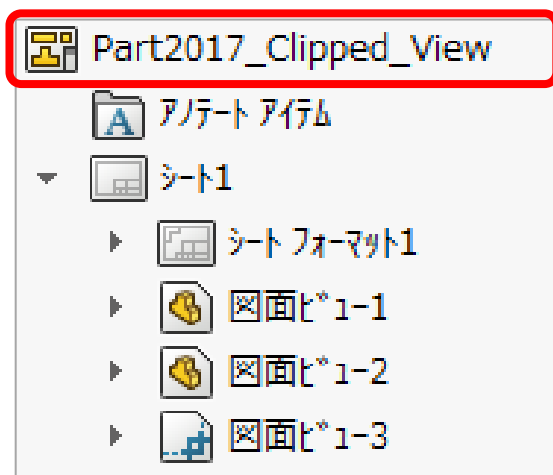 Part2017_Clipped_View
アノテート アイテム
シート1
シート フォーマット1
図面ビュー1
図面ビュー2
図面ビュー3